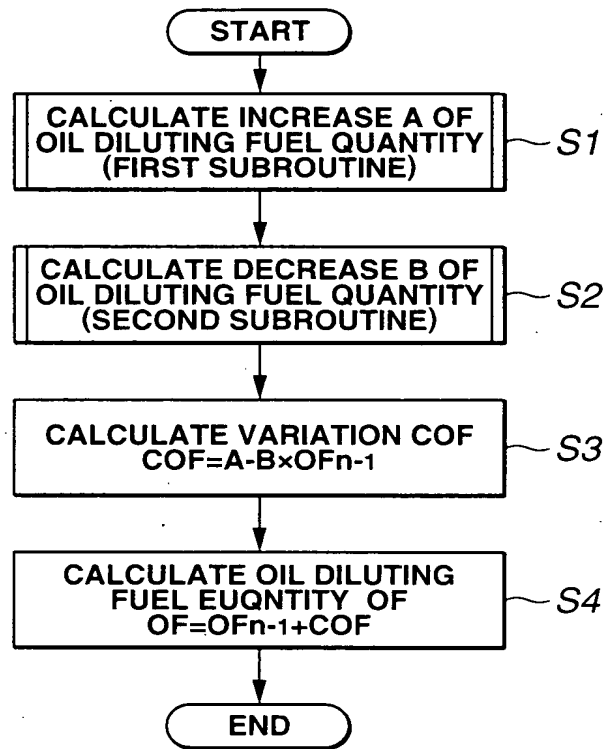 START
CALCULATE INCREASE A OF
OIL DILUTING FUEL QUANTITY
(FIRST SUBROUTINE)
S1
CALCULATE DECREASE B OF
OIL DILUTING FUEL QUANTITY
(SECOND SUBROUTINE)
S2
CALCULATE VARIATION COF
COF=A-B×OFn-1
S3
CALCULATE OIL DILUTING
FUEL EUQNTITY OF
OF=OFn-1+COF
S4
END